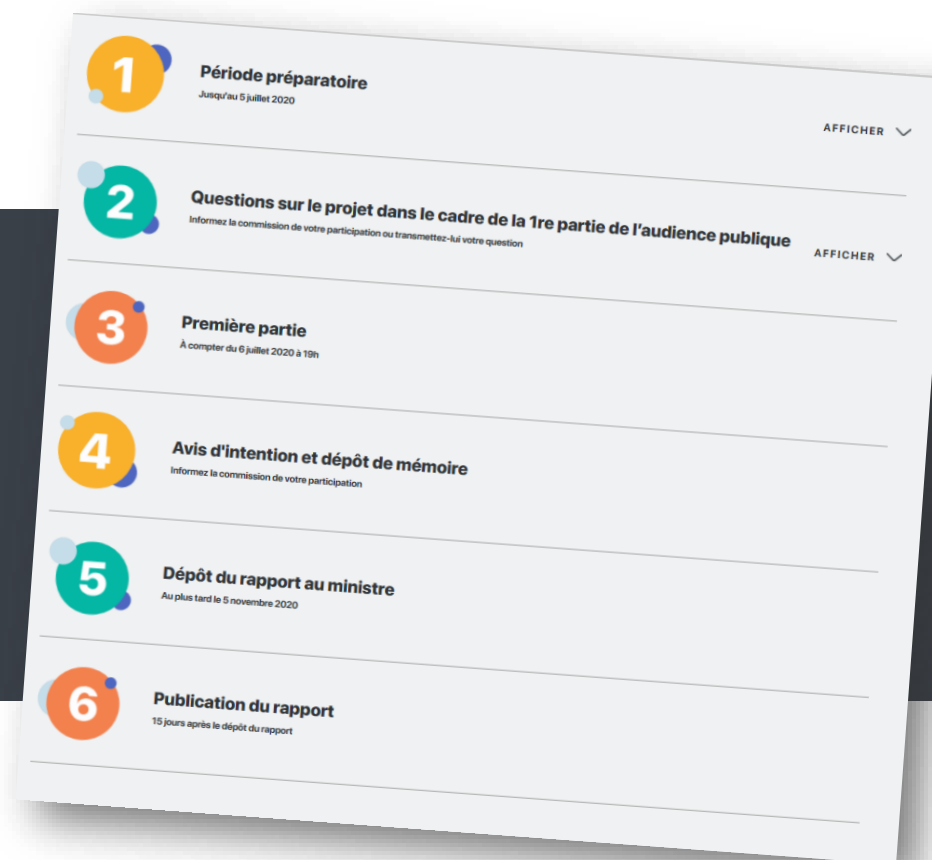 1
Période préparatoire
Jusqu'au 5 juillet 2020
AFFICHER
2
Questions sur le projet dans le cadre de la 1re partie de l'audience publique
Informez la commission de votre participation ou transmettez-lui votre question
AFFICHER
3
Première partie
À compter du 6 juillet 2020 à 19h
4
Avis d'intention et dépôt de mémoire
Informez la commission de votre participation
5
Dépôt du rapport au ministre
Au plus tard le 5 novembre 2020
6
Publication du rapport
15 jours après le dépôt du rapport